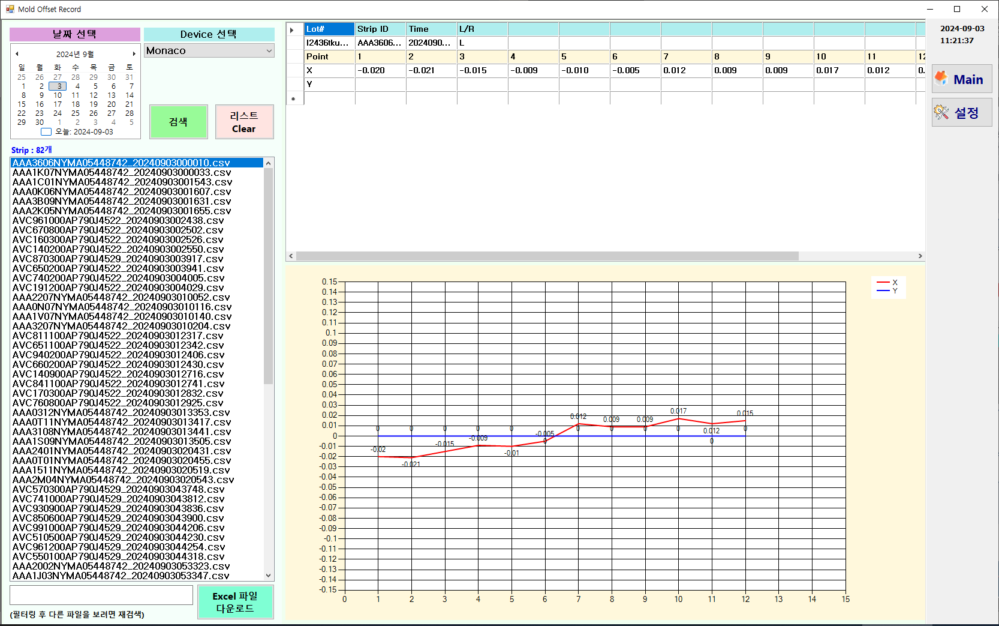 Mold Offset Record
날짜 선택
2024년 9월
일 월 화 수 목 금 토
25 26 27 28 29 30 31
1 2 3 4 5 6 7
8 9 10 11 12 13 14
15 16 17 18 19 20 21
22 23 24 25 26 27 28
29 30 1 2 3 4 5
오늘: 2024-09-03
Device 선택
Monaco
검색
리스트
Clear
Strip : 82개
AAA3606NYMA05448742_20240903000010.csv
AAA1K07NYMA05448742_20240903000033.csv
AAA1C01NYMA05448742_20240903001543.csv
AAA0K06NYMA05448742_20240903001607.csv
AAA3B09NYMA05448742_20240903001631.csv
AAA2K05NYMA05448742_20240903001655.csv
AVC961000AP790J4522_20240903002438.csv
AVC670800AP790J4522_20240903002502.csv
AVC160300AP790J4522_20240903002526.csv
AVC140200AP790J4522_20240903002550.csv
AVC870300AP790J4529_20240903003917.csv
AVC650200AP790J4522_20240903003941.csv
AVC740200AP790J4522_20240903004005.csv
AVC191200AP790J4522_20240903004029.csv
AAA2207NYMA05448742_20240903010052.csv
AAA0N07NYMA05448742_20240903010116.csv
AAA1V07NYMA05448742_20240903010140.csv
AAA3207NYMA05448742_20240903010204.csv
AVC811100AP790J4522_20240903012317.csv
AVC651100AP790J4522_20240903012342.csv
AVC940200AP790J4522_20240903012406.csv
AVC660200AP790J4522_20240903012430.csv
AVC140900AP790J4522_20240903012716.csv
AVC841100AP790J4522_20240903012741.csv
AVC170300AP790J4522_20240903012832.csv
AVC760800AP790J4522_20240903012925.csv
AAA0312NYMA05448742_20240903013353.csv
AAA0T11NYMA05448742_20240903013417.csv
AAA3108NYMA05448742_20240903013441.csv
AAA1S09NYMA05448742_20240903013505.csv
AAA2401NYMA05448742_20240903020431.csv
AAA0T01NYMA05448742_20240903020455.csv
AAA1511NYMA05448742_20240903020519.csv
AAA2M04NYMA05448742_20240903020543.csv
AVC570300AP790J4529_20240903043748.csv
AVC741000AP790J4529_20240903043812.csv
AVC930900AP790J4529_20240903043836.csv
AVC850600AP790J4529_20240903043900.csv
AVC991000AP790J4529_20240903044206.csv
AVC510500AP790J4529_20240903044230.csv
AVC961200AP790J4529_20240903044254.csv
AVC550100AP790J4529_20240903044318.csv
AAA2002NYMA05448742_20240903053323.csv
AAA1J03NYMA05448742_20240903053347.csv
(필터링 후 다른 파일을 보려면 재검색)
Excel 파일
다운로드
Lot# Strip ID Time L/R
l2436tku... AAA3606... 2024090... L
Point 1 2 3 4 5 6 7 8 9 10 11 12
X -0.020 -0.021 -0.015 -0.009 -0.010 -0.005 0.012 0.009 0.009 0.017 0.012 0.
Y
0.15
0.14
0.13
0.12
0.11
0.1
0.09
0.08
0.07
0.06
0.05
0.04
0.03
0.02
0.01
0
-0.01
-0.02
-0.03
-0.04
-0.05
-0.06
-0.07
-0.08
-0.09
-0.1
-0.11
-0.12
-0.13
-0.14
-0.15
0 1 2 3 4 5 6 7 8 9 10 11 12 13 14 15
-0.02 -0.021 -0.015 -0.009 -0.01 -0.005 0.012 0.009 0.009 0.017 0.012 0.015
0 0 0 0 0 0 0 0 0 0 0 0
X
Y
2024-09-03
11:21:37
Main
설정